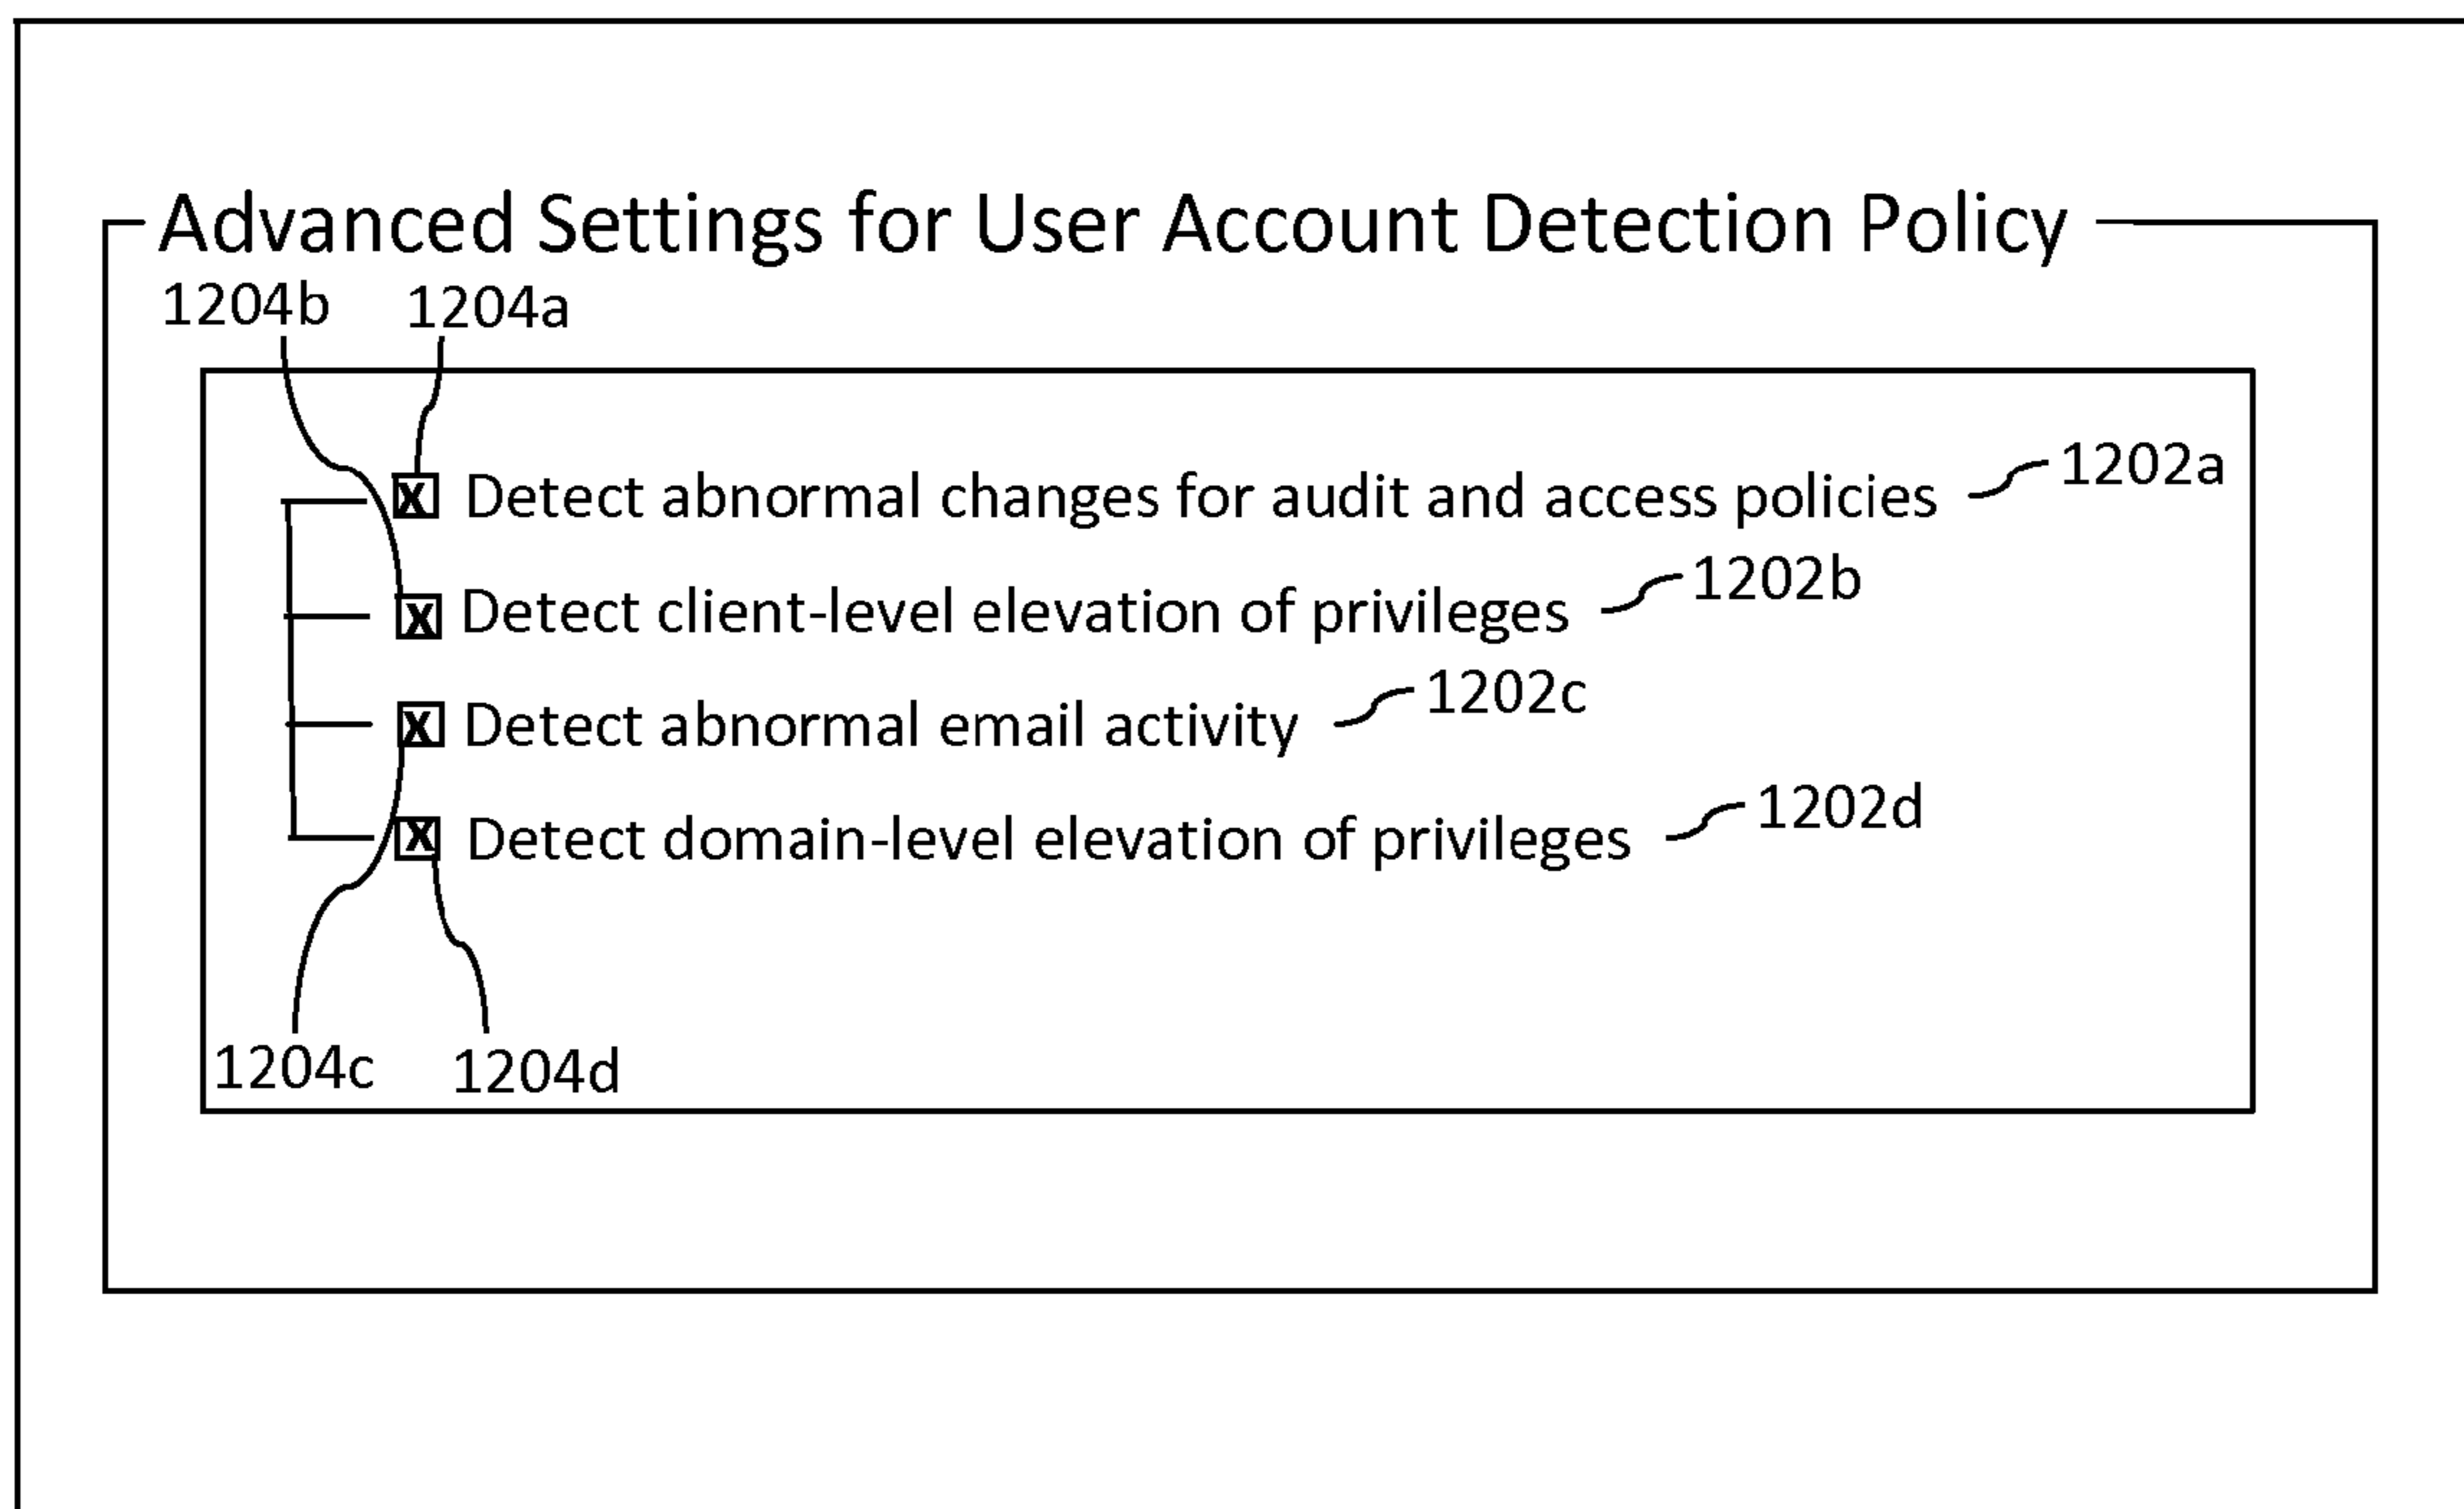 Advanced Settings for User Account Detection Policy
1204b 1204a
X Detect abnormal changes for audit and access policies 1202a
X Detect client-level elevation of privileges 1202b
X Detect abnormal email activity 1202c
X Detect domain-level elevation of privileges 1202d
1204c 1204d